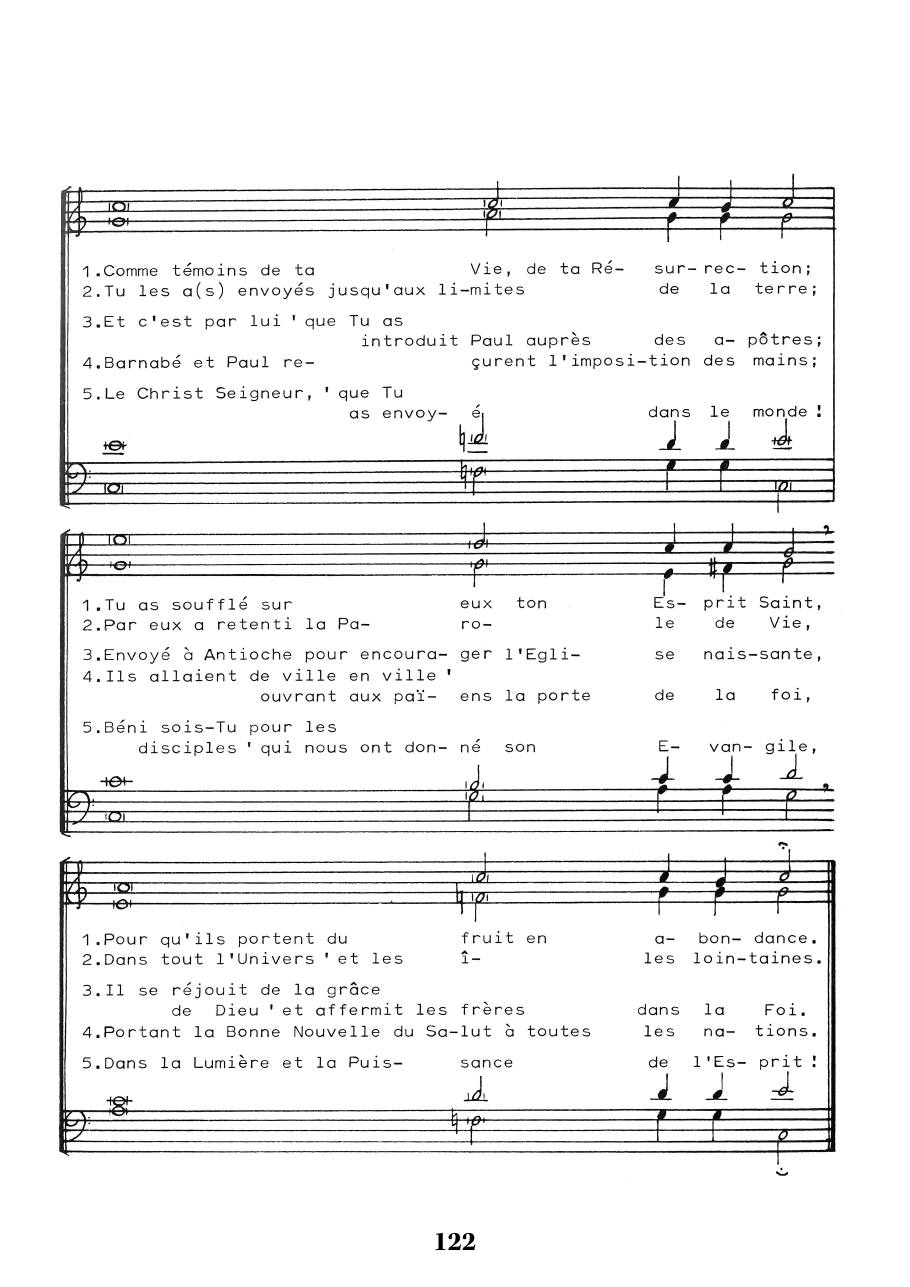 1.Comme témoins de ta Vie, de ta Ré- sur- rec- tion;
2.Tu les a(s) envoyés jusqu'aux li-mites de la terre;
3.Et c'est par lui ' que Tu as
introduit Paul auprès des a- pôtres;
4.Barnabé et Paul re- çurent l'imposi-tion des mains;
5.Le Christ Seigneur, ' que Tu
as envoy- é dans le monde !
1.Tu as soufflé sur eux ton Es- prit Saint,
2.Par eux a retenti la Pa- ro- le de Vie,
3.Envoyé à Antioche pour encoura- ger l'Egli- se nais-sante,
4.Ils allaient de ville en ville '
ouvrant aux paï- ens la porte de la foi,
5.Béni sois-Tu pour les
disciples ' qui nous ont don- né son E- van- gile,
1.Pour qu'ils portent du fruit en a- bon- dance.
2.Dans tout l'Univers ' et les î- les loin-taines.
3.Il se réjouit de la grâce
de Dieu ' et affermit les frères dans la Foi.
4.Portant la Bonne Nouvelle du Sa-lut à toutes les na- tions.
5.Dans la Lumière et la Puis- sance de l'Es- prit !
122